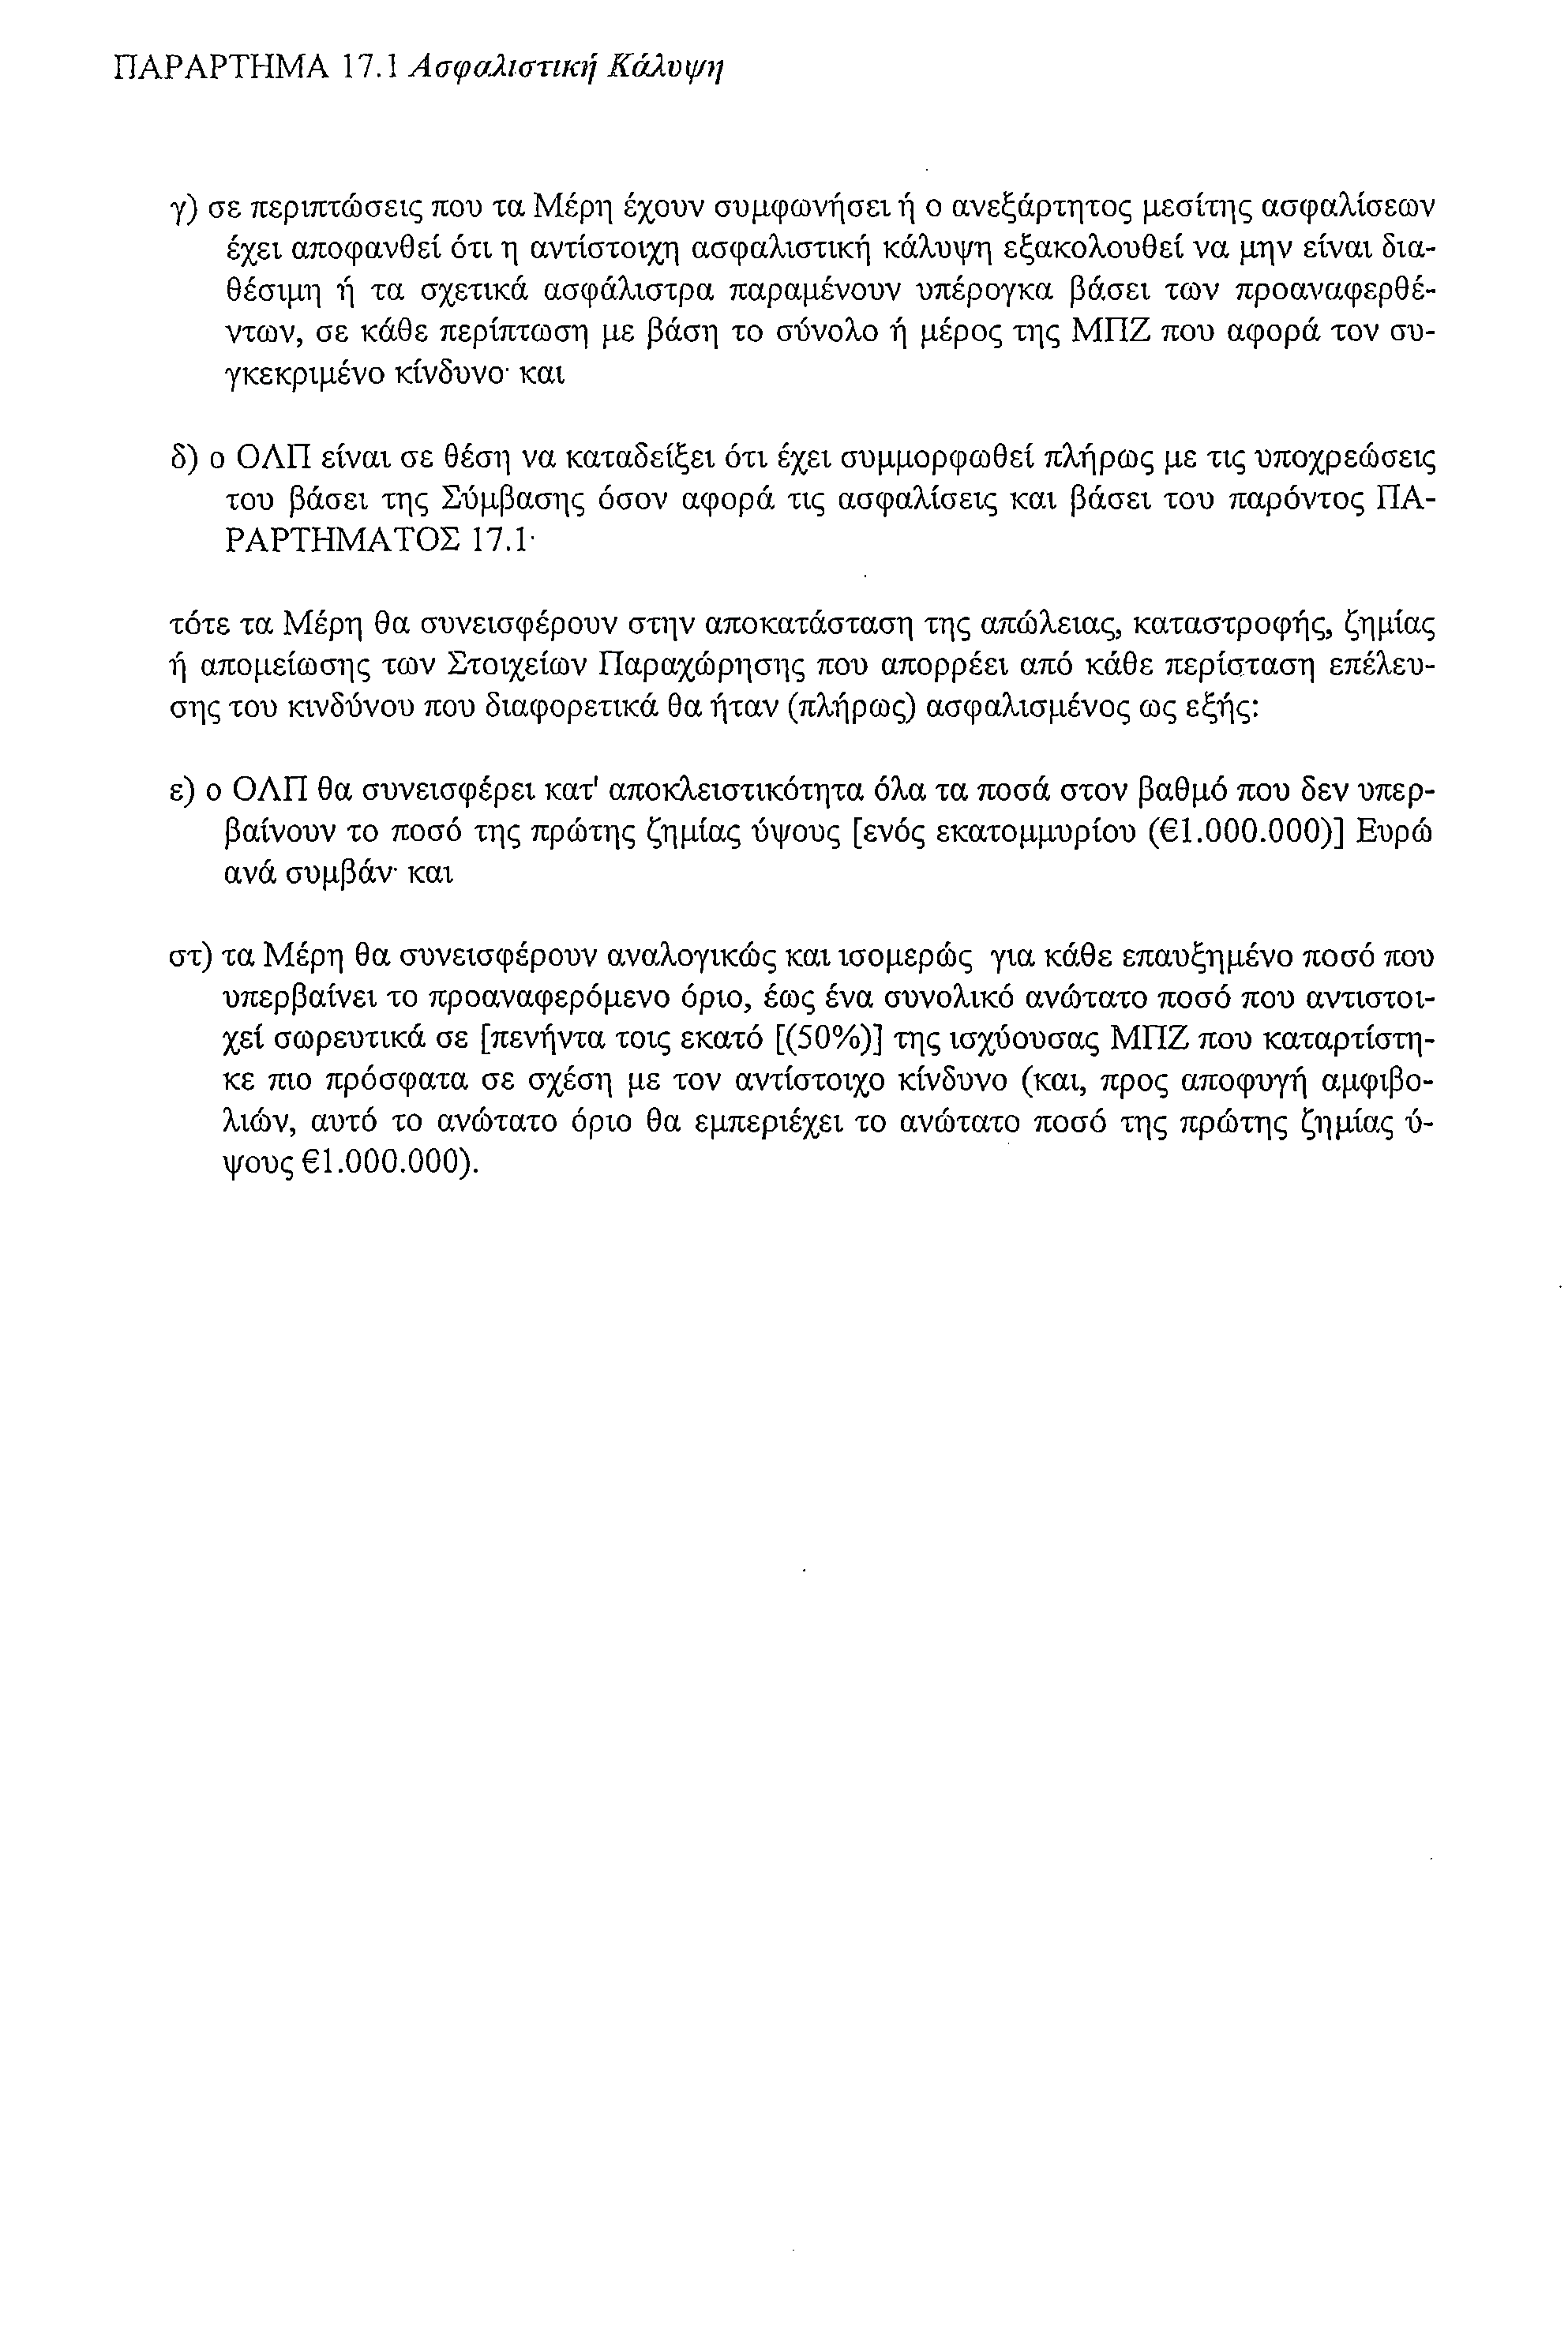 ΠΑΡΑΡΤΗΜΑ 17.1 Ασφαλιστική Κάλυψη
γ) σε περιπτώσεις που τα Μέρη έχουν συμφωνήσει ή ο ανεξάρτητος μεσίτης ασφαλίσεων
έχει αποφανθεί ότι η αντίστοιχη ασφαλιστική κάλυψη εξακολουθεί να μην είναι δια-
θέσιμη ή τα σχετικά ασφάλιστρα παραμένουν υπέρογκα βάσει των προαναφερθέ-
ντων, σε κάθε περίπτωση με βάση το σύνολο ή μέρος της ΜΠΖ που αφορά τον συ-
γκεκριμένο κίνδυνο· και
δ) ο ΟΛΠ είναι σε θέση να καταδείξει ότι έχει συμμορφωθεί πλήρως με τις υποχρεώσεις
του βάσει της Σύμβασης όσον αφορά τις ασφαλίσεις και βάσει του παρόντος ΠΑ-
ΡΑΡΤΗΜΑΤΟΣ 17.1·
τότε τα Μέρη θα συνεισφέρουν στην αποκατάσταση της απώλειας, καταστροφής, ζημίας
ή απομείωσης των Στοιχείων Παραχώρησης που απορρέει από κάθε περίσταση επέλευ-
σης του κινδύνου που διαφορετικά θα ήταν (πλήρως) ασφαλισμένος ως εξής:
ε) ο ΟΛΠ θα συνεισφέρει κατ' αποκλειστικότητα όλα τα ποσά στον βαθμό που δεν υπερ-
βαίνουν το ποσό της πρώτης ζημίας ύψους [ενός εκατομμυρίου (€1.000.000)] Ευρώ
ανά συμβάν· και
στ) τα Μέρη θα συνεισφέρουν αναλογικώς και ισομερώς για κάθε επαυξημένο ποσό που
υπερβαίνει το προαναφερόμενο όριο, έως ένα συνολικό ανώτατο ποσό που αντιστοι-
χεί σωρευτικά σε [πενήντα τοις εκατό [(50%)] της ισχύουσας ΜΠΖ που καταρτίστη-
κε πιο πρόσφατα σε σχέση με τον αντίστοιχο κίνδυνο (και, προς αποφυγή αμφιβο-
λιών, αυτό το ανώτατο όριο θα εμπεριέχει το ανώτατο ποσό της πρώτης ζημίας ύ-
ψους €1.000.000).